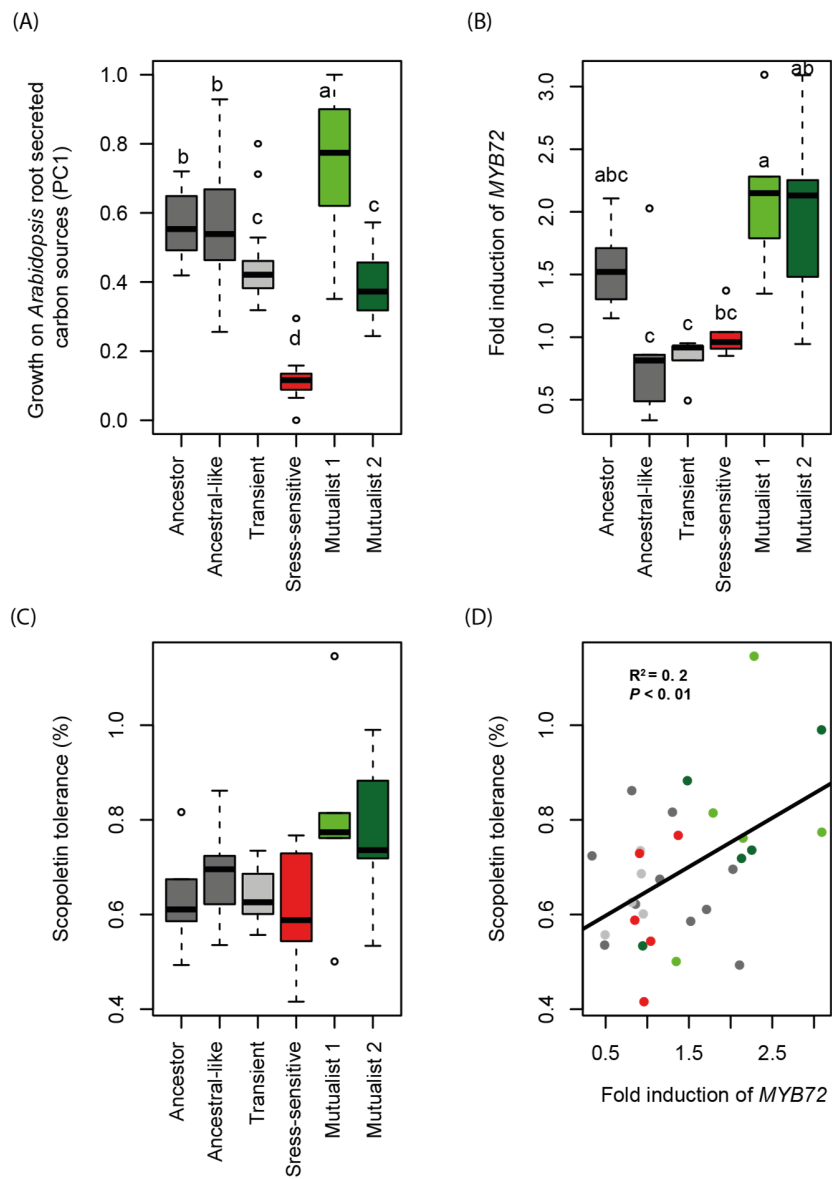 (A)
Growth on Arabidopsis root secreted
carbon sources (PC1)
1.0
0.8
0.6
0.4
0.2
0.0
b
b
c
d
a
c
Ancestor
Ancestral-like
Transient
Sress-sensitive
Mutualist 1
Mutualist 2
(B)
Fold induction of MYB72
3.0
2.5
2.0
1.5
1.0
0.5
abc
c
c
bc
a
ab
Ancestor
Ancestral-like
Transient
Sress-sensitive
Mutualist 1
Mutualist 2
(C)
Scopoletin tolerance (%)
1.0
0.8
0.6
0.4
Ancestor
Ancestral-like
Transient
Sress-sensitive
Mutualist 1
Mutualist 2
(D)
Scopoletin tolerance (%)
1.0
0.8
0.6
0.4
R² = 0. 2
P < 0. 01
0.5 1.5 2.5
Fold induction of MYB72